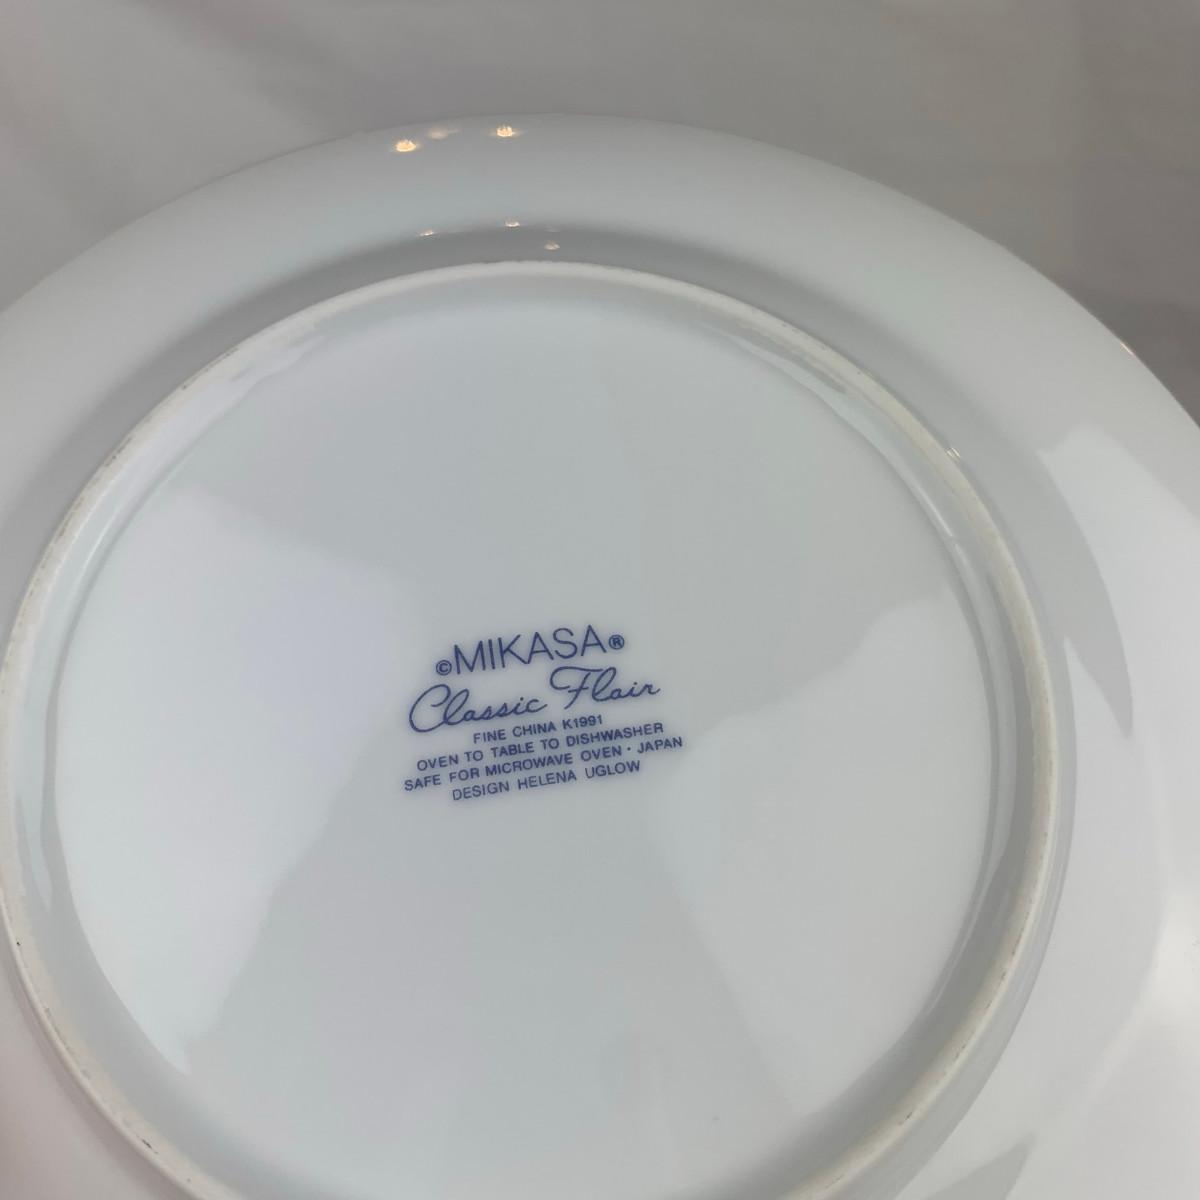 ©MIKASA®
Classic Flair
FINE CHINA K1991
OVEN TO TABLE TO DISHWASHER
SAFE FOR MICROWAVE OVEN · JAPAN
DESIGN HELENA UGLOW